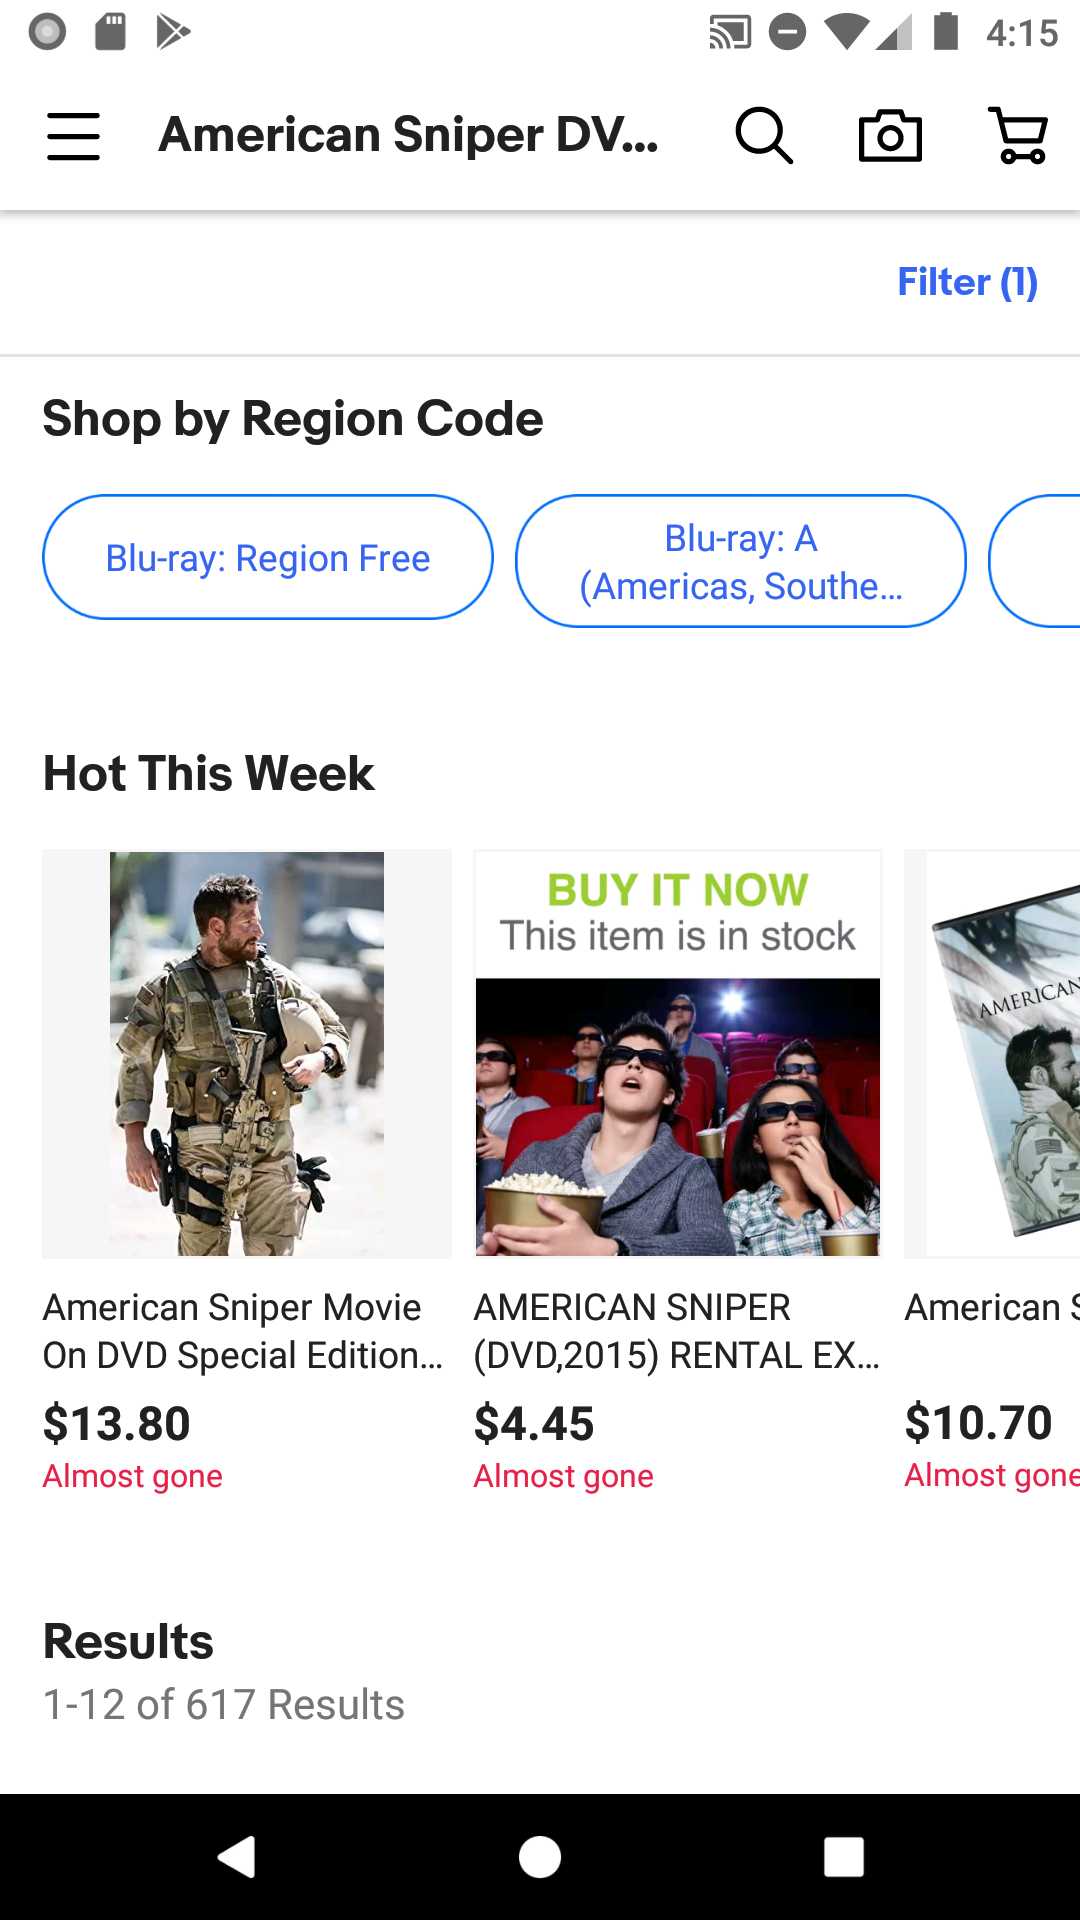 4:15
American Sniper DV...
Filter (1)
Shop by Region Code
Blu-ray: Region Free
Blu-ray: A
(Americas, Southe...
Hot This Week
BUY IT NOW
This item is in stock
AMERICAN
American Sniper Movie
On DVD Special Edition...
$13.80
Almost gone
AMERICAN SNIPER
(DVD,2015) RENTAL EX...
$4.45
Almost gone
American S
$10.70
Almost gone
Results
1-12 of 617 Results